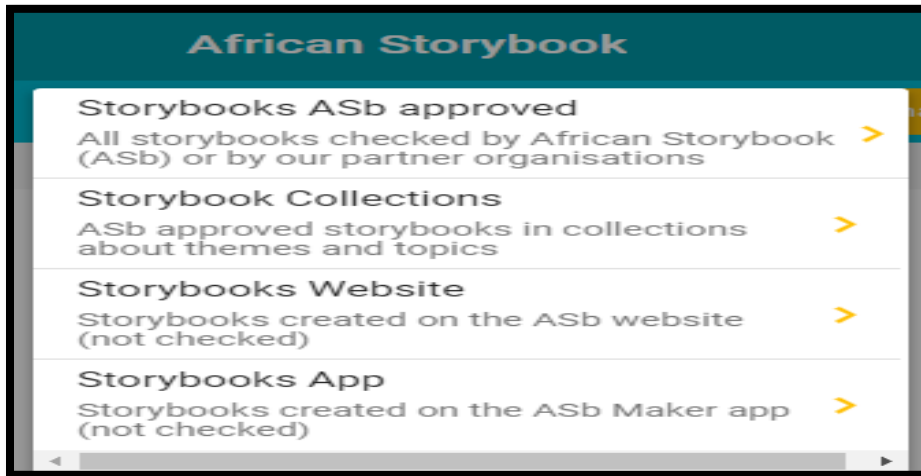 African Storybook
Storybooks ASb approved
All storybooks checked by African Storybook
(ASb) or by our partner organisations
Storybook Collections
ASb approved storybooks in collections
about themes and topics
Storybooks Website
Storybooks created on the ASb website
(not checked)
Storybooks App
Storybooks created on the ASb Maker app
(not checked)